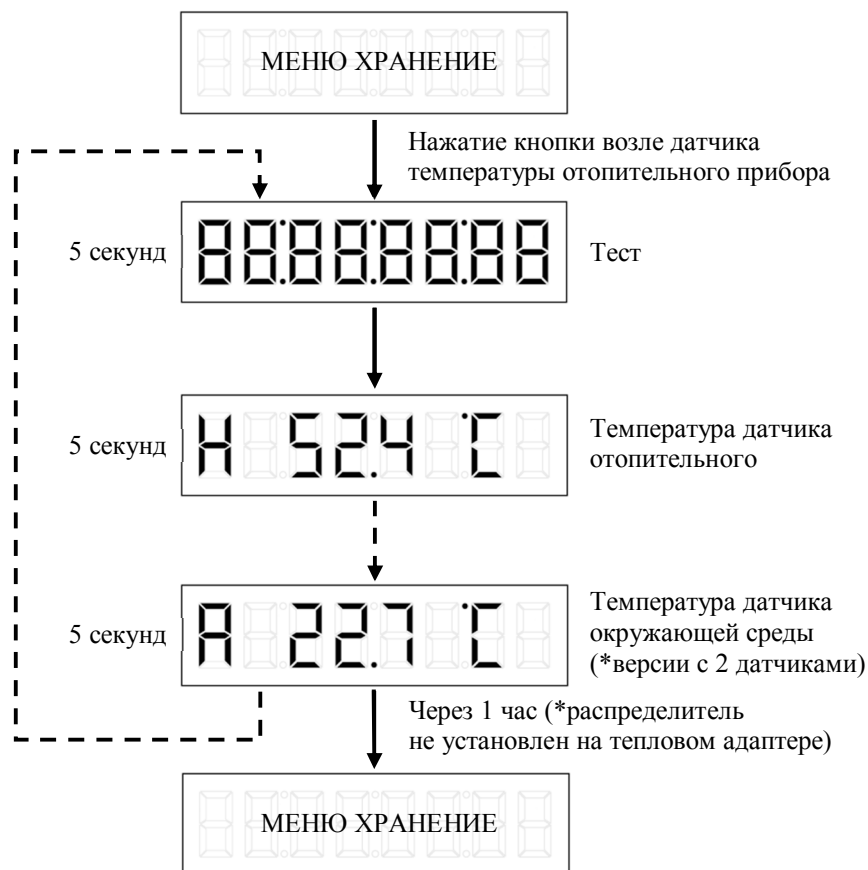 МЕНЮ ХРАНЕНИЕ
Нажатие кнопки возле датчика
температуры отопительного прибора
5 секунд
88:88:88:88
Тест
5 секунд
H 52.4 °C
Температура датчика
отопительного
5 секунд
A 22.7 °C
Температура датчика
окружающей среды
(*версии с 2 датчиками)
Через 1 час (*распределитель
не установлен на тепловом адаптере)
МЕНЮ ХРАНЕНИЕ